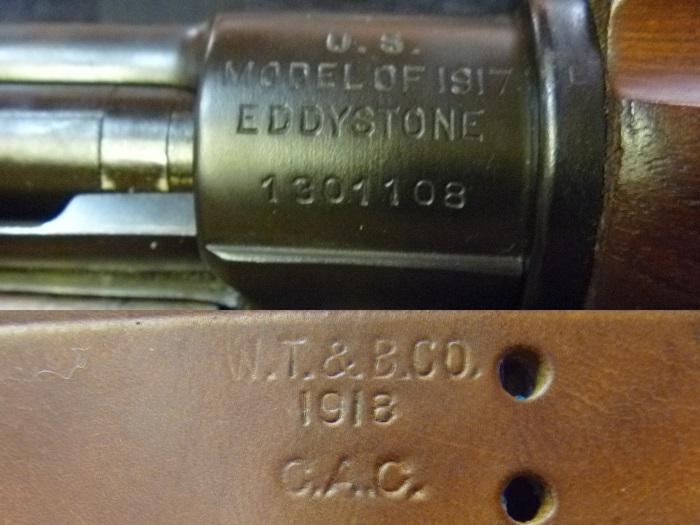 U.S.
MODEL OF 1917
EDDYSTONE
1301108
W.T.& B.CO.
1918
C.A.C.